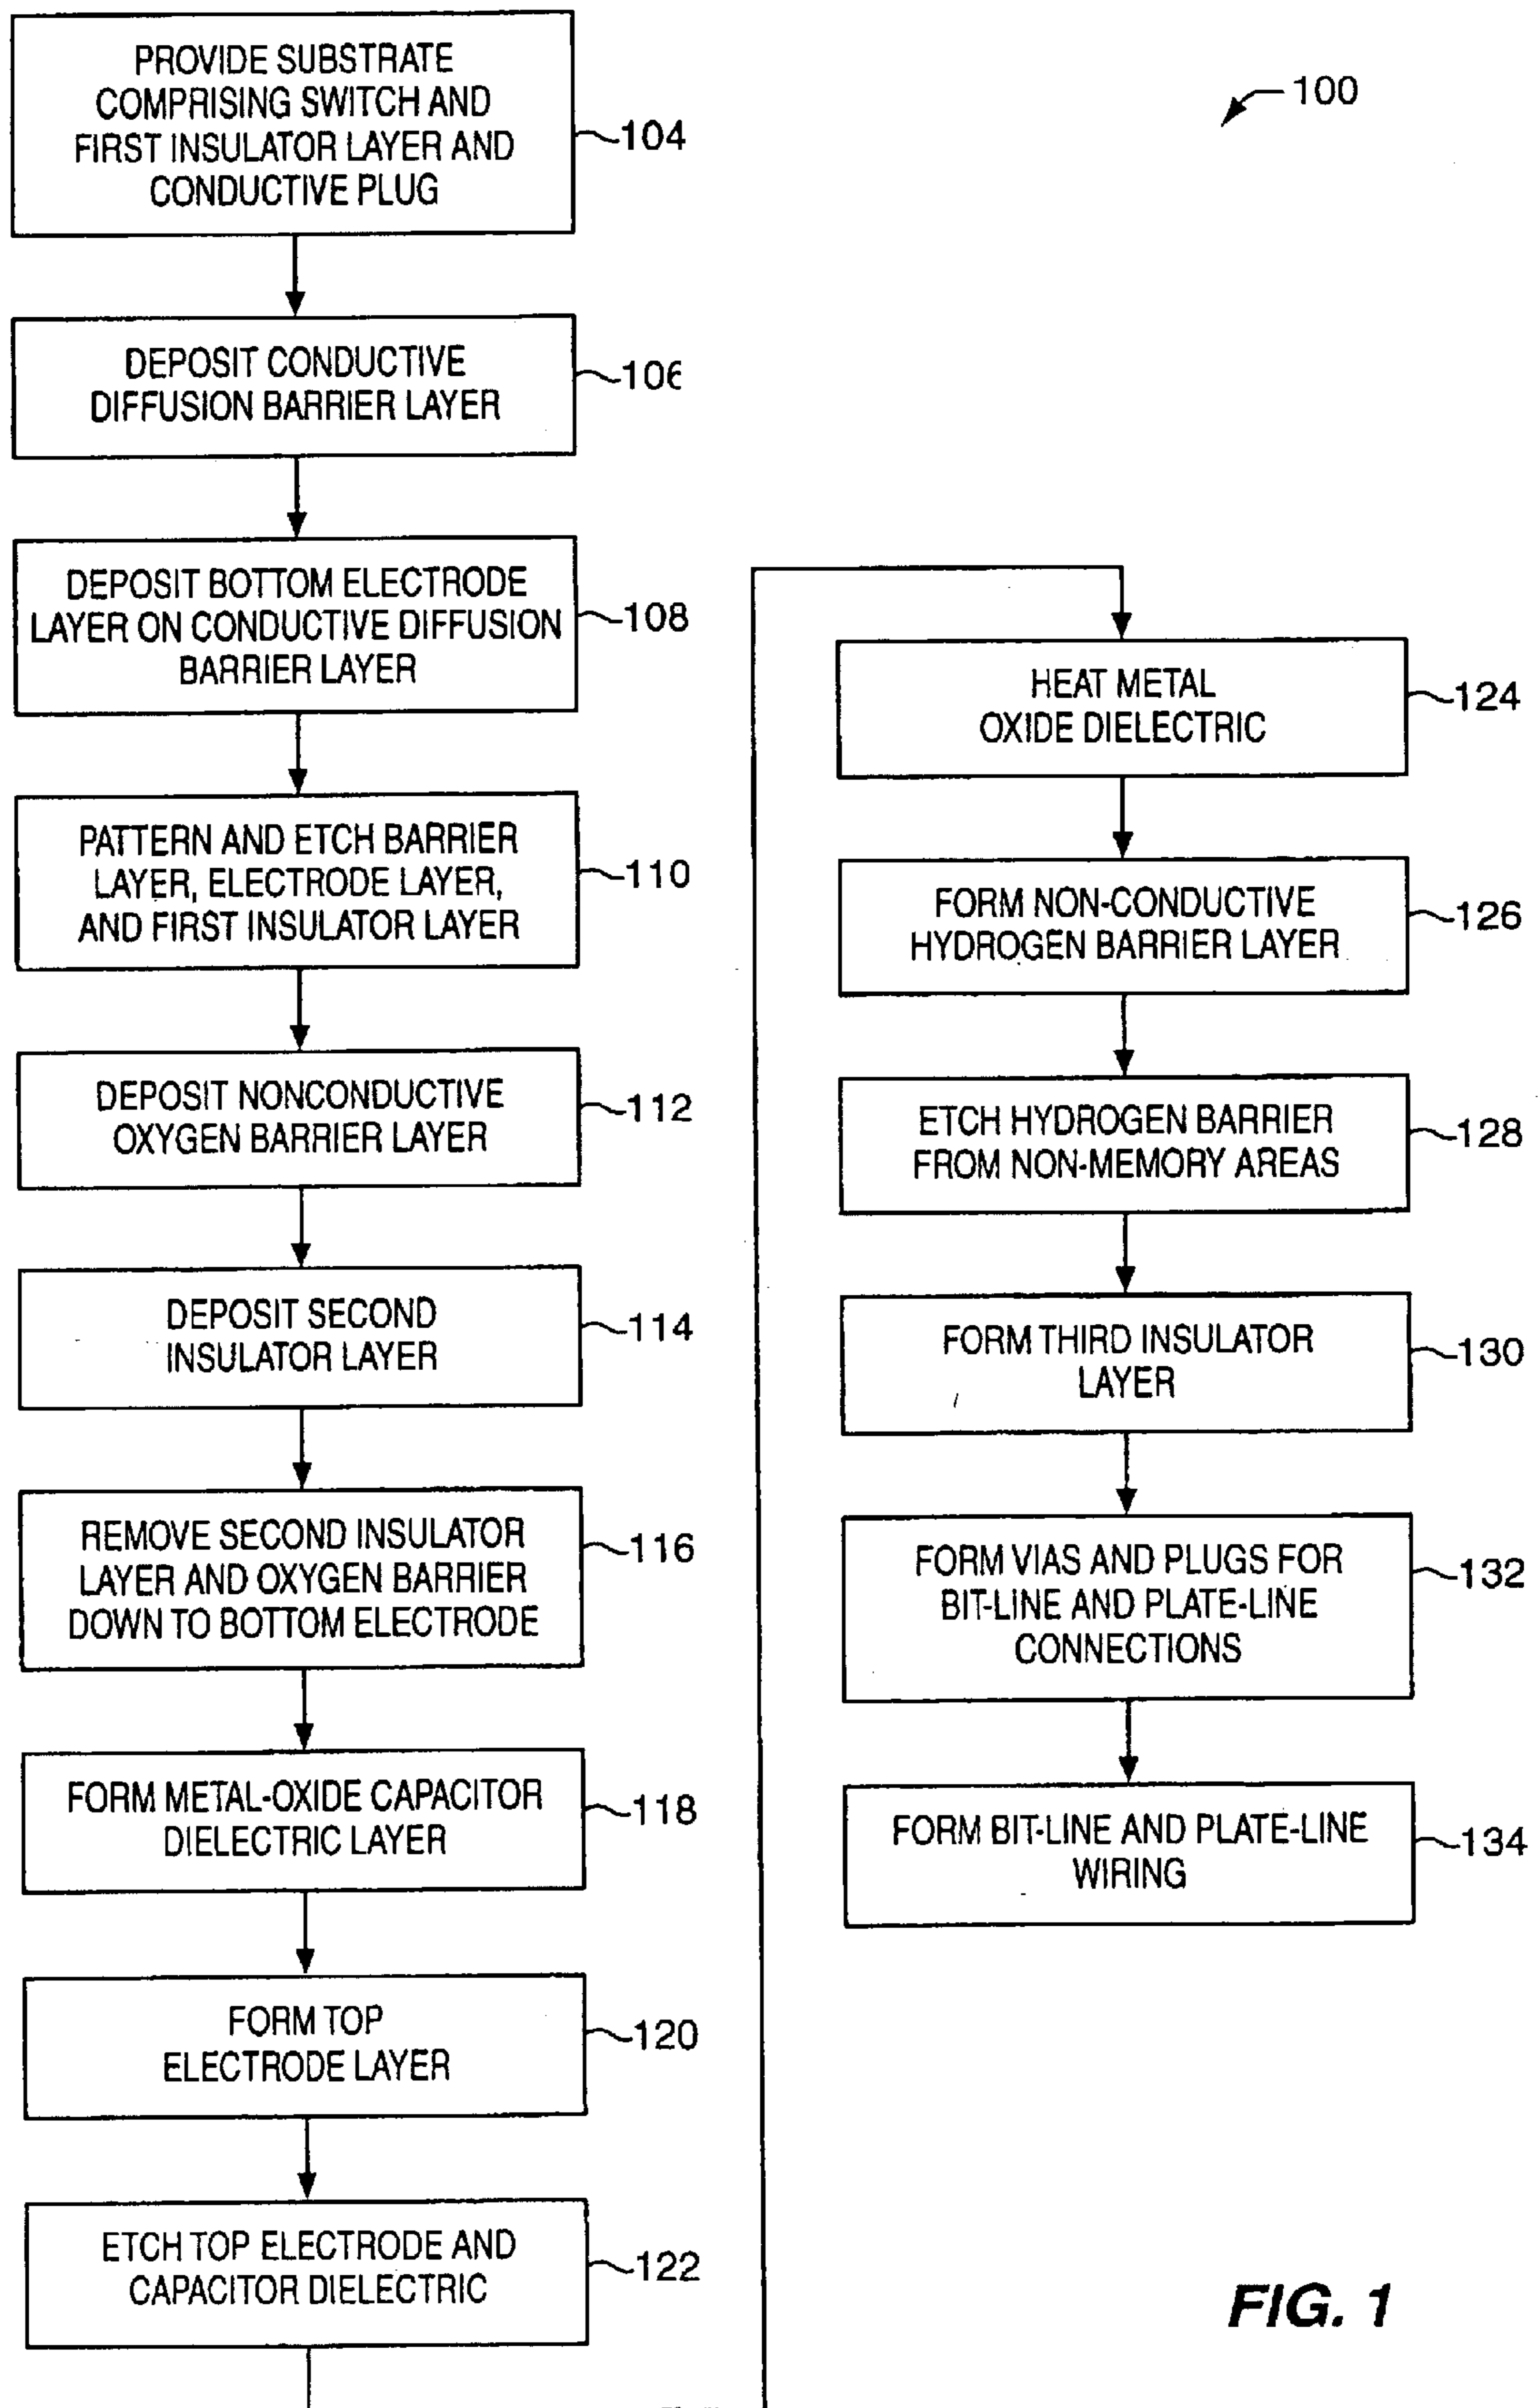 100
PROVIDE SUBSTRATE
COMPRISING SWITCH AND
FIRST INSULATOR LAYER AND
CONDUCTIVE PLUG
104
DEPOSIT CONDUCTIVE
DIFFUSION BARRIER LAYER
106
DEPOSIT BOTTOM ELECTRODE
LAYER ON CONDUCTIVE DIFFUSION
BARRIER LAYER
108
PATTERN AND ETCH BARRIER
LAYER, ELECTRODE LAYER,
AND FIRST INSULATOR LAYER
110
DEPOSIT NONCONDUCTIVE
OXYGEN BARRIER LAYER
112
DEPOSIT SECOND
INSULATOR LAYER
114
REMOVE SECOND INSULATOR
LAYER AND OXYGEN BARRIER
DOWN TO BOTTOM ELECTRODE
116
FORM METAL-OXIDE CAPACITOR
DIELECTRIC LAYER
118
FORM TOP
ELECTRODE LAYER
120
ETCH TOP ELECTRODE AND
CAPACITOR DIELECTRIC
122
HEAT METAL
OXIDE DIELECTRIC
124
FORM NON-CONDUCTIVE
HYDROGEN BARRIER LAYER
126
ETCH HYDROGEN BARRIER
FROM NON-MEMORY AREAS
128
FORM THIRD INSULATOR
LAYER
130
FORM VIAS AND PLUGS FOR
BIT-LINE AND PLATE-LINE
CONNECTIONS
132
FORM BIT-LINE AND PLATE-LINE
WIRING
134
FIG. 1